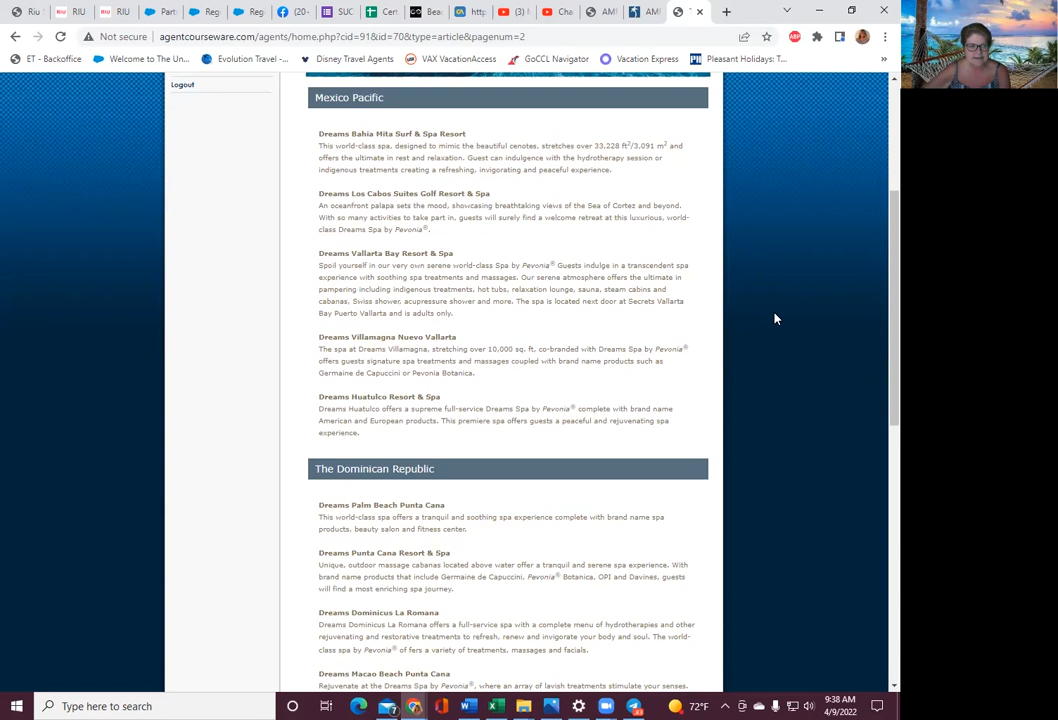 Riu
RIU
RIU
Part
Reg
Reg
(20+
SUC
Cert
Beac
http
(3) M
Cha
AMI
AMI
T
Not secure
agentcourseware.com/agents/home.php?cid=91&id=70&type=article&pagenum=2
ET - Backoffice
Welcome to The Un...
Evolution Travel -...
Disney Travel Agents
VAX VacationAccess
GoCCL Navigator
Vacation Express
Pleasant Holidays: T...
Logout
Mexico Pacific
Dreams Bahia Mita Surf & Spa Resort
This world-class spa, designed to mimic the beautiful cenotes, stretches over 33,228 ft²/3,091 m² and
offers the ultimate in rest and relaxation. Guest can indulgence with the hydrotherapy session or
indigenous treatments creating a refreshing, invigorating and peaceful experience.
Dreams Los Cabos Suites Golf Resort & Spa
An oceanfront palapa sets the mood, showcasing breathtaking views of the Sea of Cortez and beyond.
With so many activities to take part in, guests will surely find a welcome retreat at this luxurious, world-
class Dreams Spa by Pevonia®.
Dreams Vallarta Bay Resort & Spa
Spoil yourself in our very own serene world-class Spa by Pevonia® Guests indulge in a transcendent spa
experience with soothing spa treatments and massages. Our serene atmosphere offers the ultimate in
pampering including indigenous treatments, hot tubs, relaxation lounge, sauna, steam cabins and
cabanas, Swiss shower, acupressure shower and more. The spa is located next door at Secrets Vallarta
Bay Puerto Vallarta and is adults only.
Dreams Villamagna Nuevo Vallarta
The spa at Dreams Villamagna, stretching over 10,000 sq. ft, co-branded with Dreams Spa by Pevonia®
offers guests signature spa treatments and massages coupled with brand name products such as
Germaine de Capuccini or Pevonia Botanica.
Dreams Huatulco Resort & Spa
Dreams Huatulco offers a supreme full-service Dreams Spa by Pevonia® complete with brand name
American and European products. This premiere spa offers guests a peaceful and rejuvenating spa
experience.
The Dominican Republic
Dreams Palm Beach Punta Cana
This world-class spa offers a tranquil and soothing spa experience complete with brand name spa
products, beauty salon and fitness center.
Dreams Punta Cana Resort & Spa
Unique, outdoor massage cabanas located above water offer a tranquil and serene spa experience. With
brand name products that include Germaine de Capuccini, Pevonia® Botanica, OPI and Davines, guests
will find a most enriching spa journey.
Dreams Dominicus La Romana
Dreams Dominicus La Romana offers a full-service spa with a complete menu of hydrotherapies and other
rejuvenating and restorative treatments to refresh, renew and invigorate your body and soul. The world-
class spa by Pevonia® of fers a variety of treatments, massages and facials.
Dreams Macao Beach Punta Cana
Rejuvenate at the Dreams Spa by Pevonia®, where an array of lavish treatments stimulate your senses.
Type here to search
72°F
9:38 AM
4/9/2022